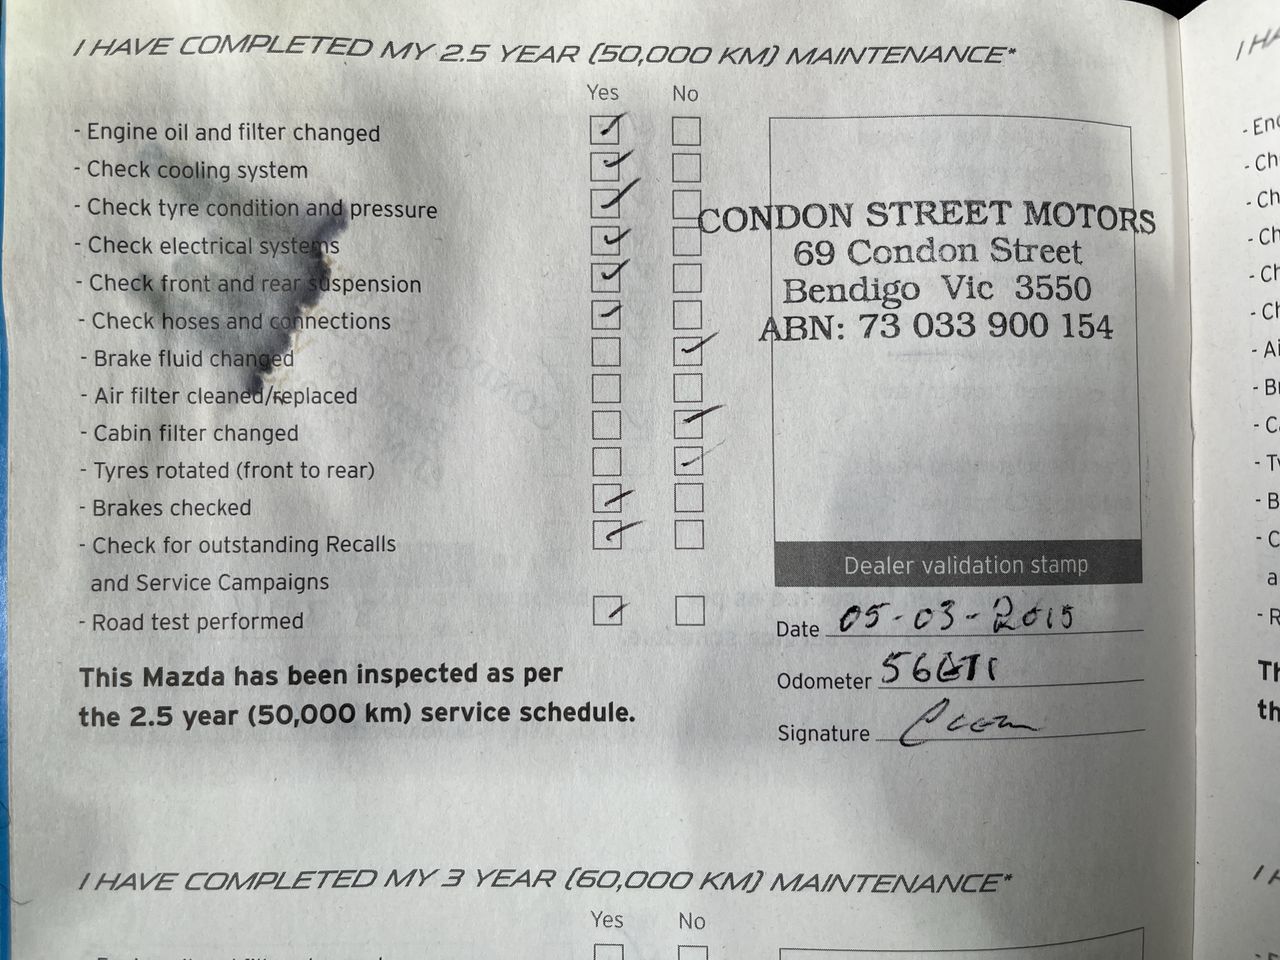 I HAVE COMPLETED MY 2.5 YEAR (50,000 KM) MAINTENANCE*
Yes No
- Engine oil and filter changed
- Check cooling system
- Check tyre condition and pressure
- Check electrical systems
- Check front and rear suspension
- Check hoses and connections
- Brake fluid changed
- Air filter cleaned/replaced
- Cabin filter changed
- Tyres rotated (front to rear)
- Brakes checked
- Check for outstanding Recalls
and Service Campaigns
- Road test performed
This Mazda has been inspected as per
the 2.5 year (50,000 km) service schedule.
CONDON STREET MOTORS
69 Condon Street
Bendigo Vic 3550
ABN: 73 033 900 154
Dealer validation stamp
Date 05-03-2015
Odometer
Signature
I HAVE COMPLETED MY 3 YEAR (60,000 KM) MAINTENANCE*
Yes No